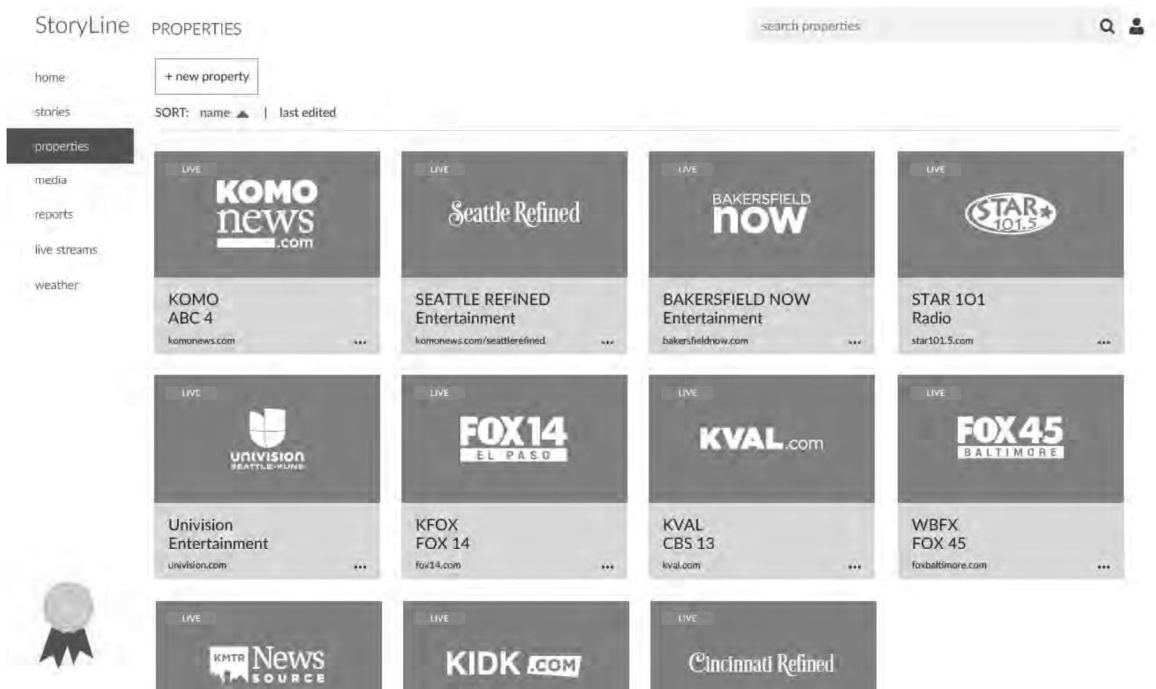 StoryLine PROPERTIES
search properties
home
stories
properties
media
reports
live streams
weather
+ new property
SORT: name | last edited
LIVE
KOMO
news
.com
KOMO
ABC 4
komonews.com
LIVE
Seattle Refined
SEATTLE REFINED
Entertainment
komonews.com/seattlerefined
LIVE
BAKERSFIELD
now
BAKERSFIELD NOW
Entertainment
bakersfieldnow.com
LIVE
STAR
101.5
STAR 101
Radio
star101.5.com
LIVE
UNIVISION
SEATTLE-KUNS
Univision
Entertainment
univision.com
LIVE
FOX 14
EL PASO
KFOX
FOX 14
fox14.com
LIVE
KVAL.com
KVAL
CBS 13
kval.com
LIVE
FOX 45
BALTIMORE
WBFX
FOX 45
foxbaltimore.com
LIVE
KMTR News
SOURCE
LIVE
KIDK .COM
LIVE
Cincinnati Refined